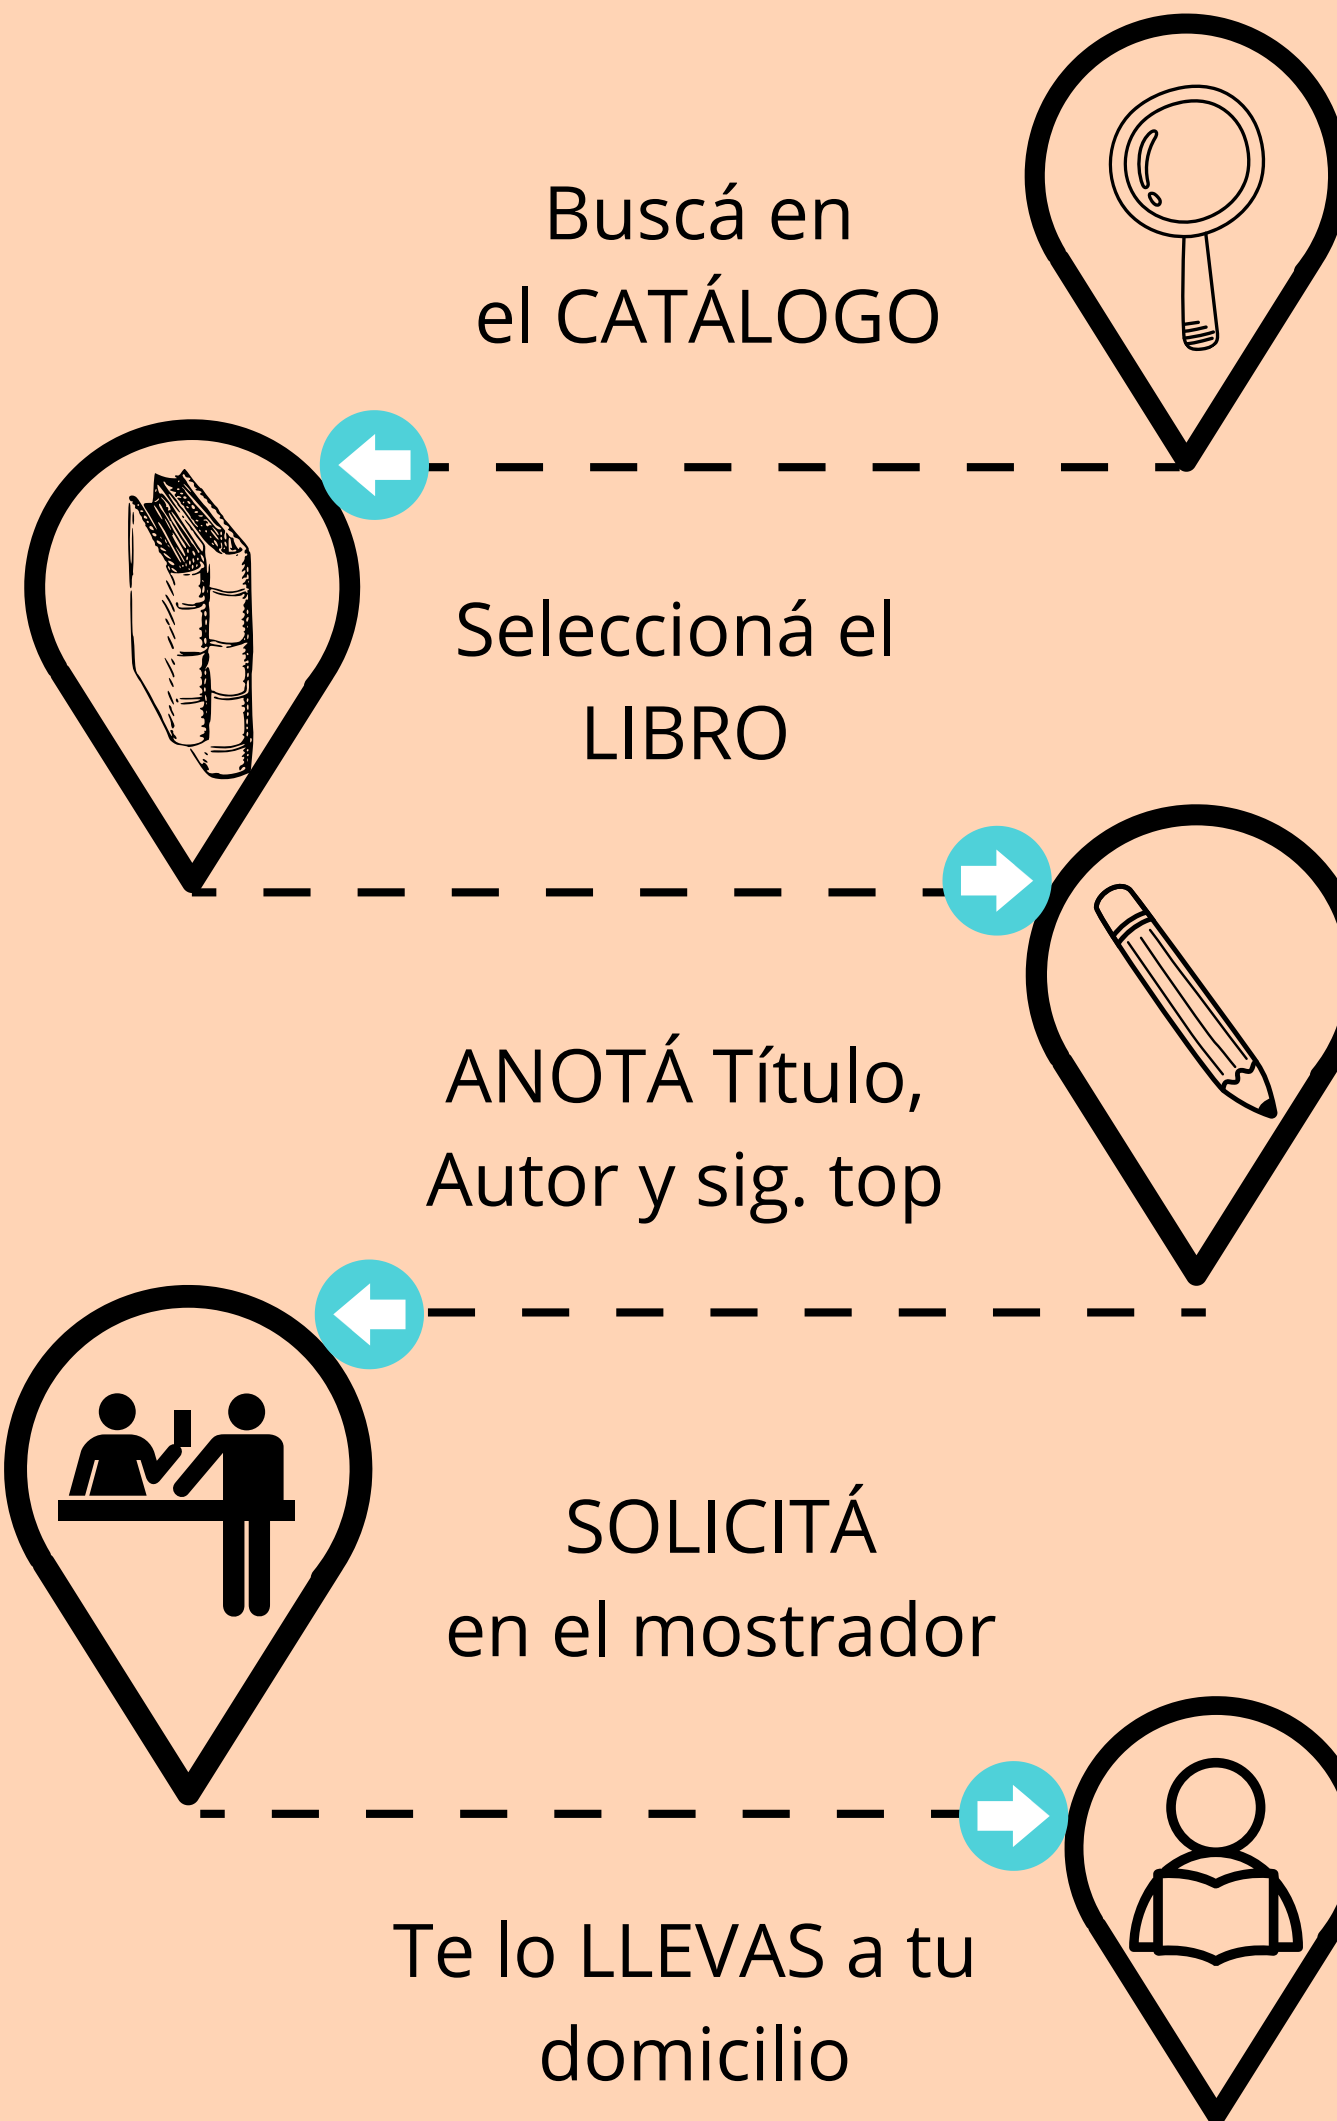 Buscá en
el CATÁLOGO
Seleccioná el
LIBRO
ANOTÁ Título,
Autor y sig. top
SOLICITÁ
en el mostrador
Te lo LLEVAS a tu
domicilio